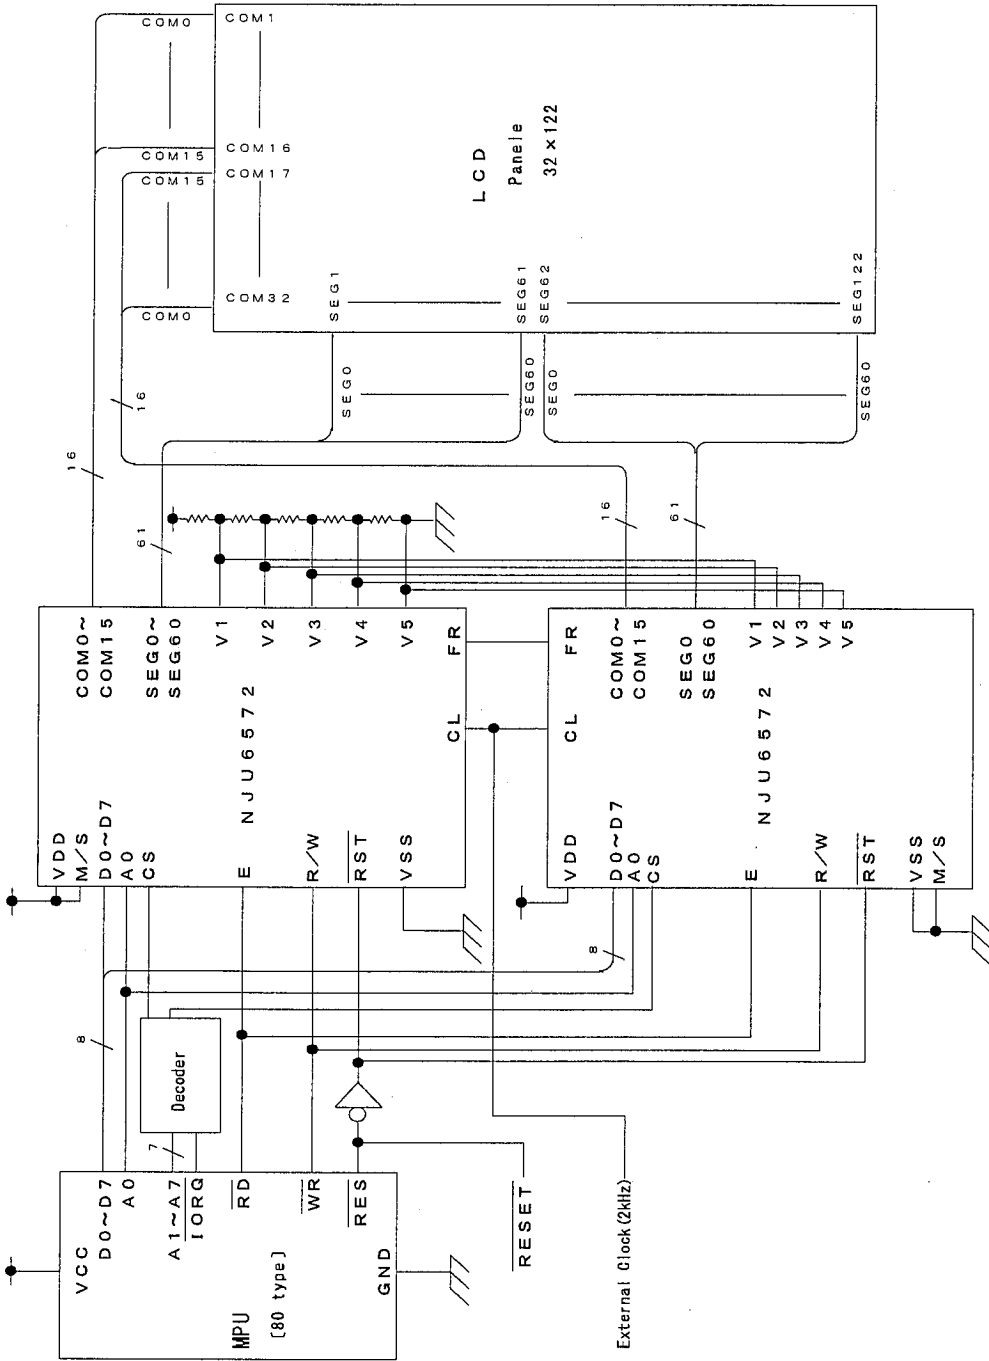 COM0
COM1
COM15
COM16
COM15
COM17
COM0
COM32
LCD
Panele
32×122
SEG1
SEG61
SEG62
SEG122
SEG0
SEG60
SEG0
SEG60
16
16
61
16
61
COM0~
COM15
SEG0~
SEG60
V1
V2
V3
V4
V5
FR
CL
NJU6572
VDD
M/S
D0~D7
A0
CS
E
R/W
RST
VSS
FR
CL
COM0~
COM15
SEG0
SEG60
V1
V2
V3
V4
V5
NJU6572
VDD
D0~D7
A0
CS
E
R/W
RST
VSS
M/S
8
8
Decoder
7
VCC
D0~D7
A0
A1~A7
IORQ
RD
WR
RES
GND
MPU
[80 type]
RESET
External Clock(2kHz)